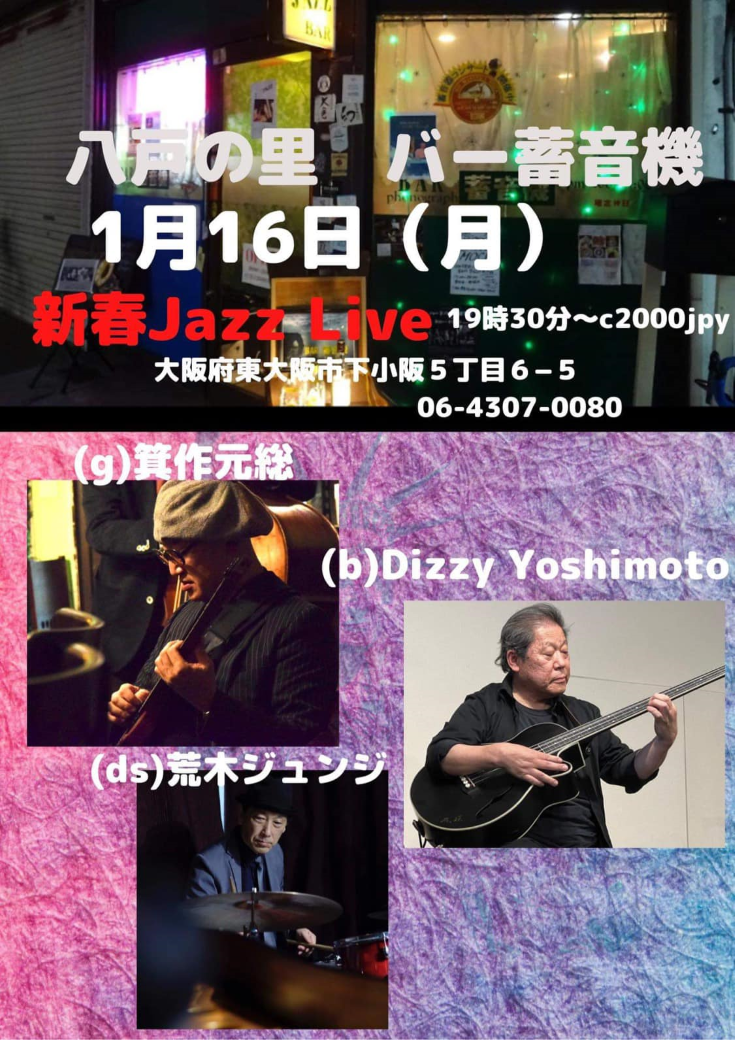 JAZZ
BAR
八戸の里 バー蓄音機
1月16日（月）
新春Jazz Live 19時30分〜c2000jpy
大阪府東大阪市下小阪５丁目６−５
06-4307-0080
(g)箕作元総
(b)Dizzy Yoshimoto
(ds)荒木ジュンジ